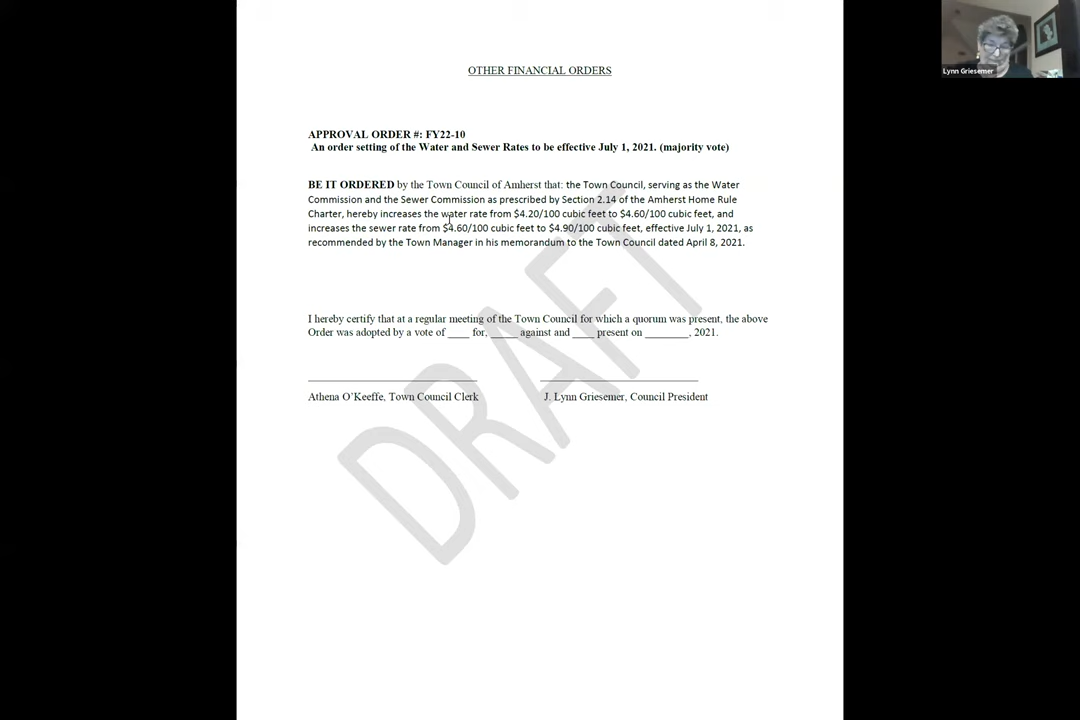 OTHER FINANCIAL ORDERS
APPROVAL ORDER #: FY22-10
An order setting of the Water and Sewer Rates to be effective July 1, 2021. (majority vote)
BE IT ORDERED by the Town Council of Amherst that: the Town Council, serving as the Water
Commission and the Sewer Commission as prescribed by Section 2.14 of the Amherst Home Rule
Charter, hereby increases the water rate from $4.20/100 cubic feet to $4.60/100 cubic feet, and
increases the sewer rate from $4.60/100 cubic feet to $4.90/100 cubic feet, effective July 1, 2021, as
recommended by the Town Manager in his memorandum to the Town Council dated April 8, 2021.
I hereby certify that at a regular meeting of the Town Council for which a quorum was present, the above
Order was adopted by a vote of ____ for, _____ against and ____ present on ________, 2021.
Athena O'Keeffe, Town Council Clerk
J. Lynn Griesemer, Council President
DRAFT
Lynn Griesemer